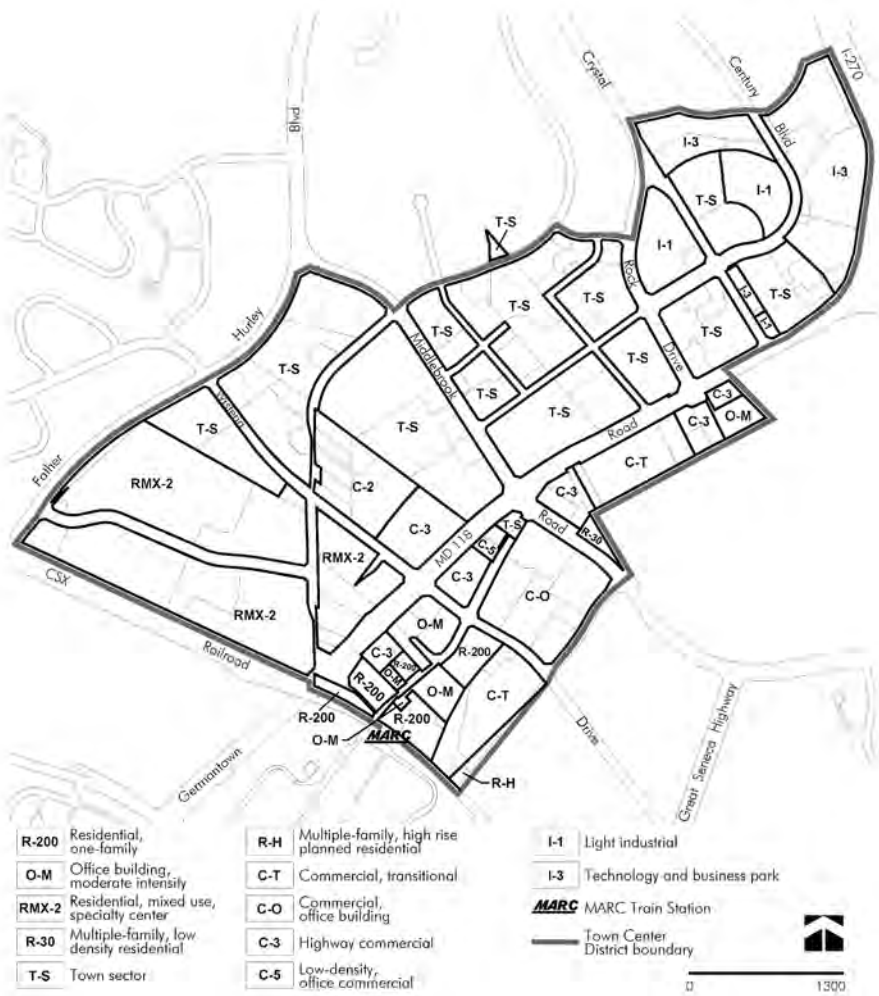 I-270
Crystal
Century
Blvd
Blvd
I-3
I-3
T-S
I-1
T-S
I-1
Rock
T-S
T-S
I-3
T-S
I-1
Hurley
T-S
Middlebrook
T-S
Drive
T-S
T-S
T-S
T-S
T-S
C-3
O-M
C-3
Road
Wisteria
T-S
C-T
Father
RMX-2
C-2
C-3
C-3
Road
R-30
MD 118
T-S
C-5
CSX
RMX-2
C-3
C-O
RMX-2
O-M
Railroad
C-3
R-200
R-200
O-M
R-200
O-M
C-T
R-200
R-200
O-M
MARC
R-H
Drive
Germantown
Great Seneca Highway
R-200 Residential,
one-family
O-M Office building,
moderate intensity
RMX-2 Residential, mixed use,
specialty center
R-30 Multiple-family, low
density residential
T-S Town sector
R-H Multiple-family, high rise
planned residential
C-T Commercial, transitional
C-O Commercial,
office building
C-3 Highway commercial
C-5 Low-density,
office commercial
I-1 Light industrial
I-3 Technology and business park
MARC MARC Train Station
Town Center
District boundary
0 1300